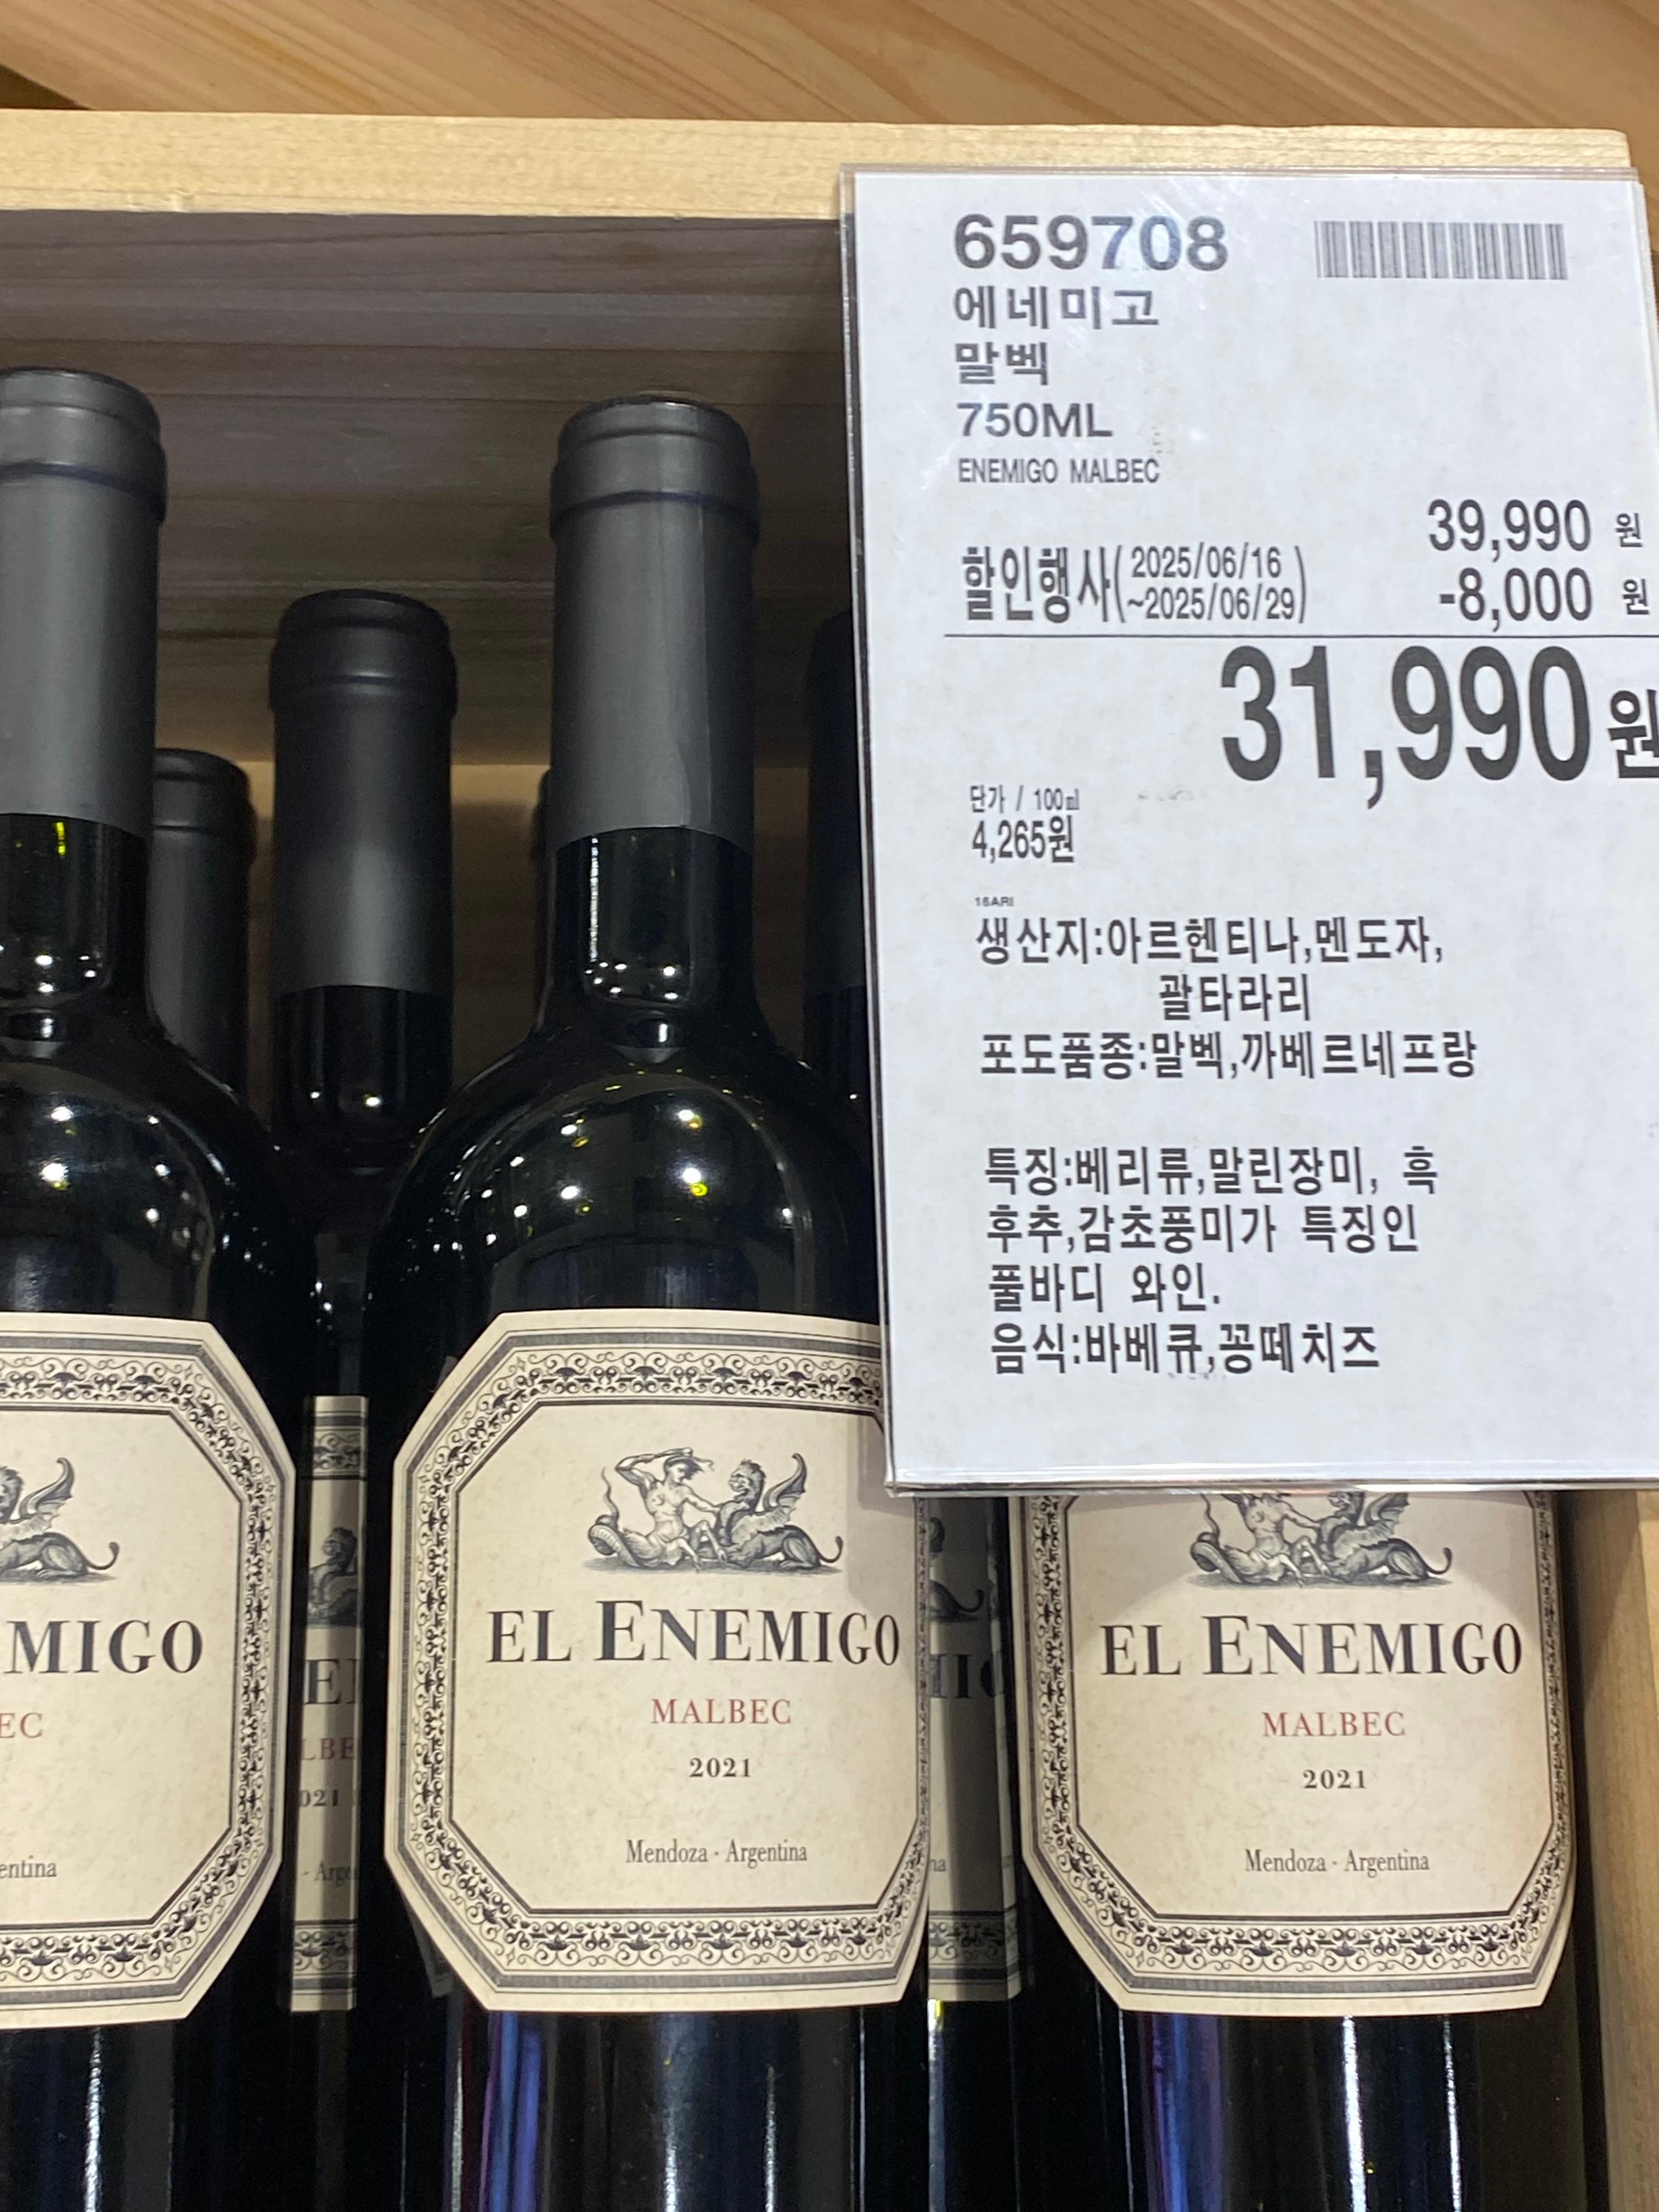 659708
에네미고
말벡
750ML
ENEMIGO MALBEC
39,990 원
할인행사(2025/06/16
~2025/06/29) -8,000 원
31,990원
단가 / 100ml
4,265원
16ARI
생산지:아르헨티나,멘도자,
괄타라리
포도품종:말벡,까베르네프랑
특징:베리류,말린장미, 흑
후추,감초풍미가 특징인
풀바디 와인.
음식:바베큐,꽁떼치즈
MIGO
EC
entina
EL ENEMIGO
MALBEC
2021
Mendoza · Argentina
EL ENEMIGO
MALBEC
2021
Mendoza · Argentina